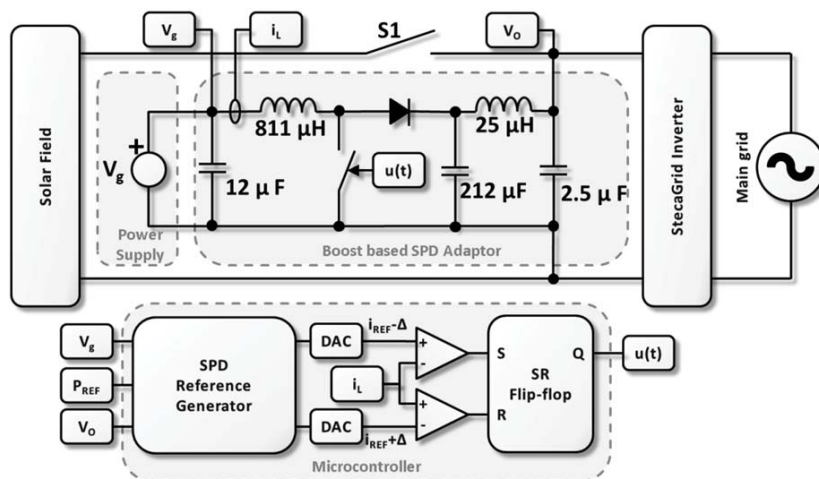 Vg
iL
S1
VO
Solar Field
+
Vg
811 µH
12 µ F
u(t)
25 µH
212 µF
2.5 µ F
Power
Supply
Boost based SPD Adaptor
StecaGrid Inverter
Main grid
Vg
PREF
VO
SPD
Reference
Generator
DAC
iREF-Δ
iL
DAC
iREF+Δ
+
-
+
-
S
Q
R
SR
Flip-flop
u(t)
Microcontroller